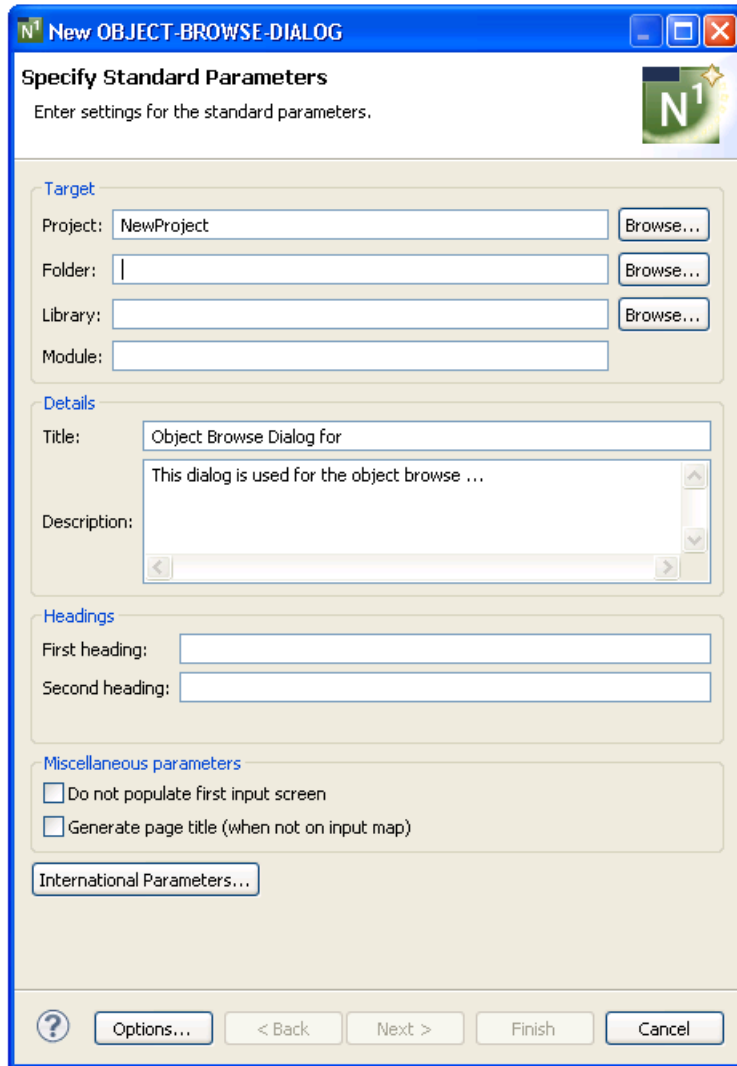 N1 New OBJECT-BROWSE-DIALOG
Specify Standard Parameters
Enter settings for the standard parameters.
N1
Target
Project: NewProject Browse...
Folder: Browse...
Library: Browse...
Module:
Details
Title: Object Browse Dialog for
This dialog is used for the object browse ...
Description:
Headings
First heading:
Second heading:
Miscellaneous parameters
Do not populate first input screen
Generate page title (when not on input map)
International Parameters...
? Options... < Back Next > Finish Cancel